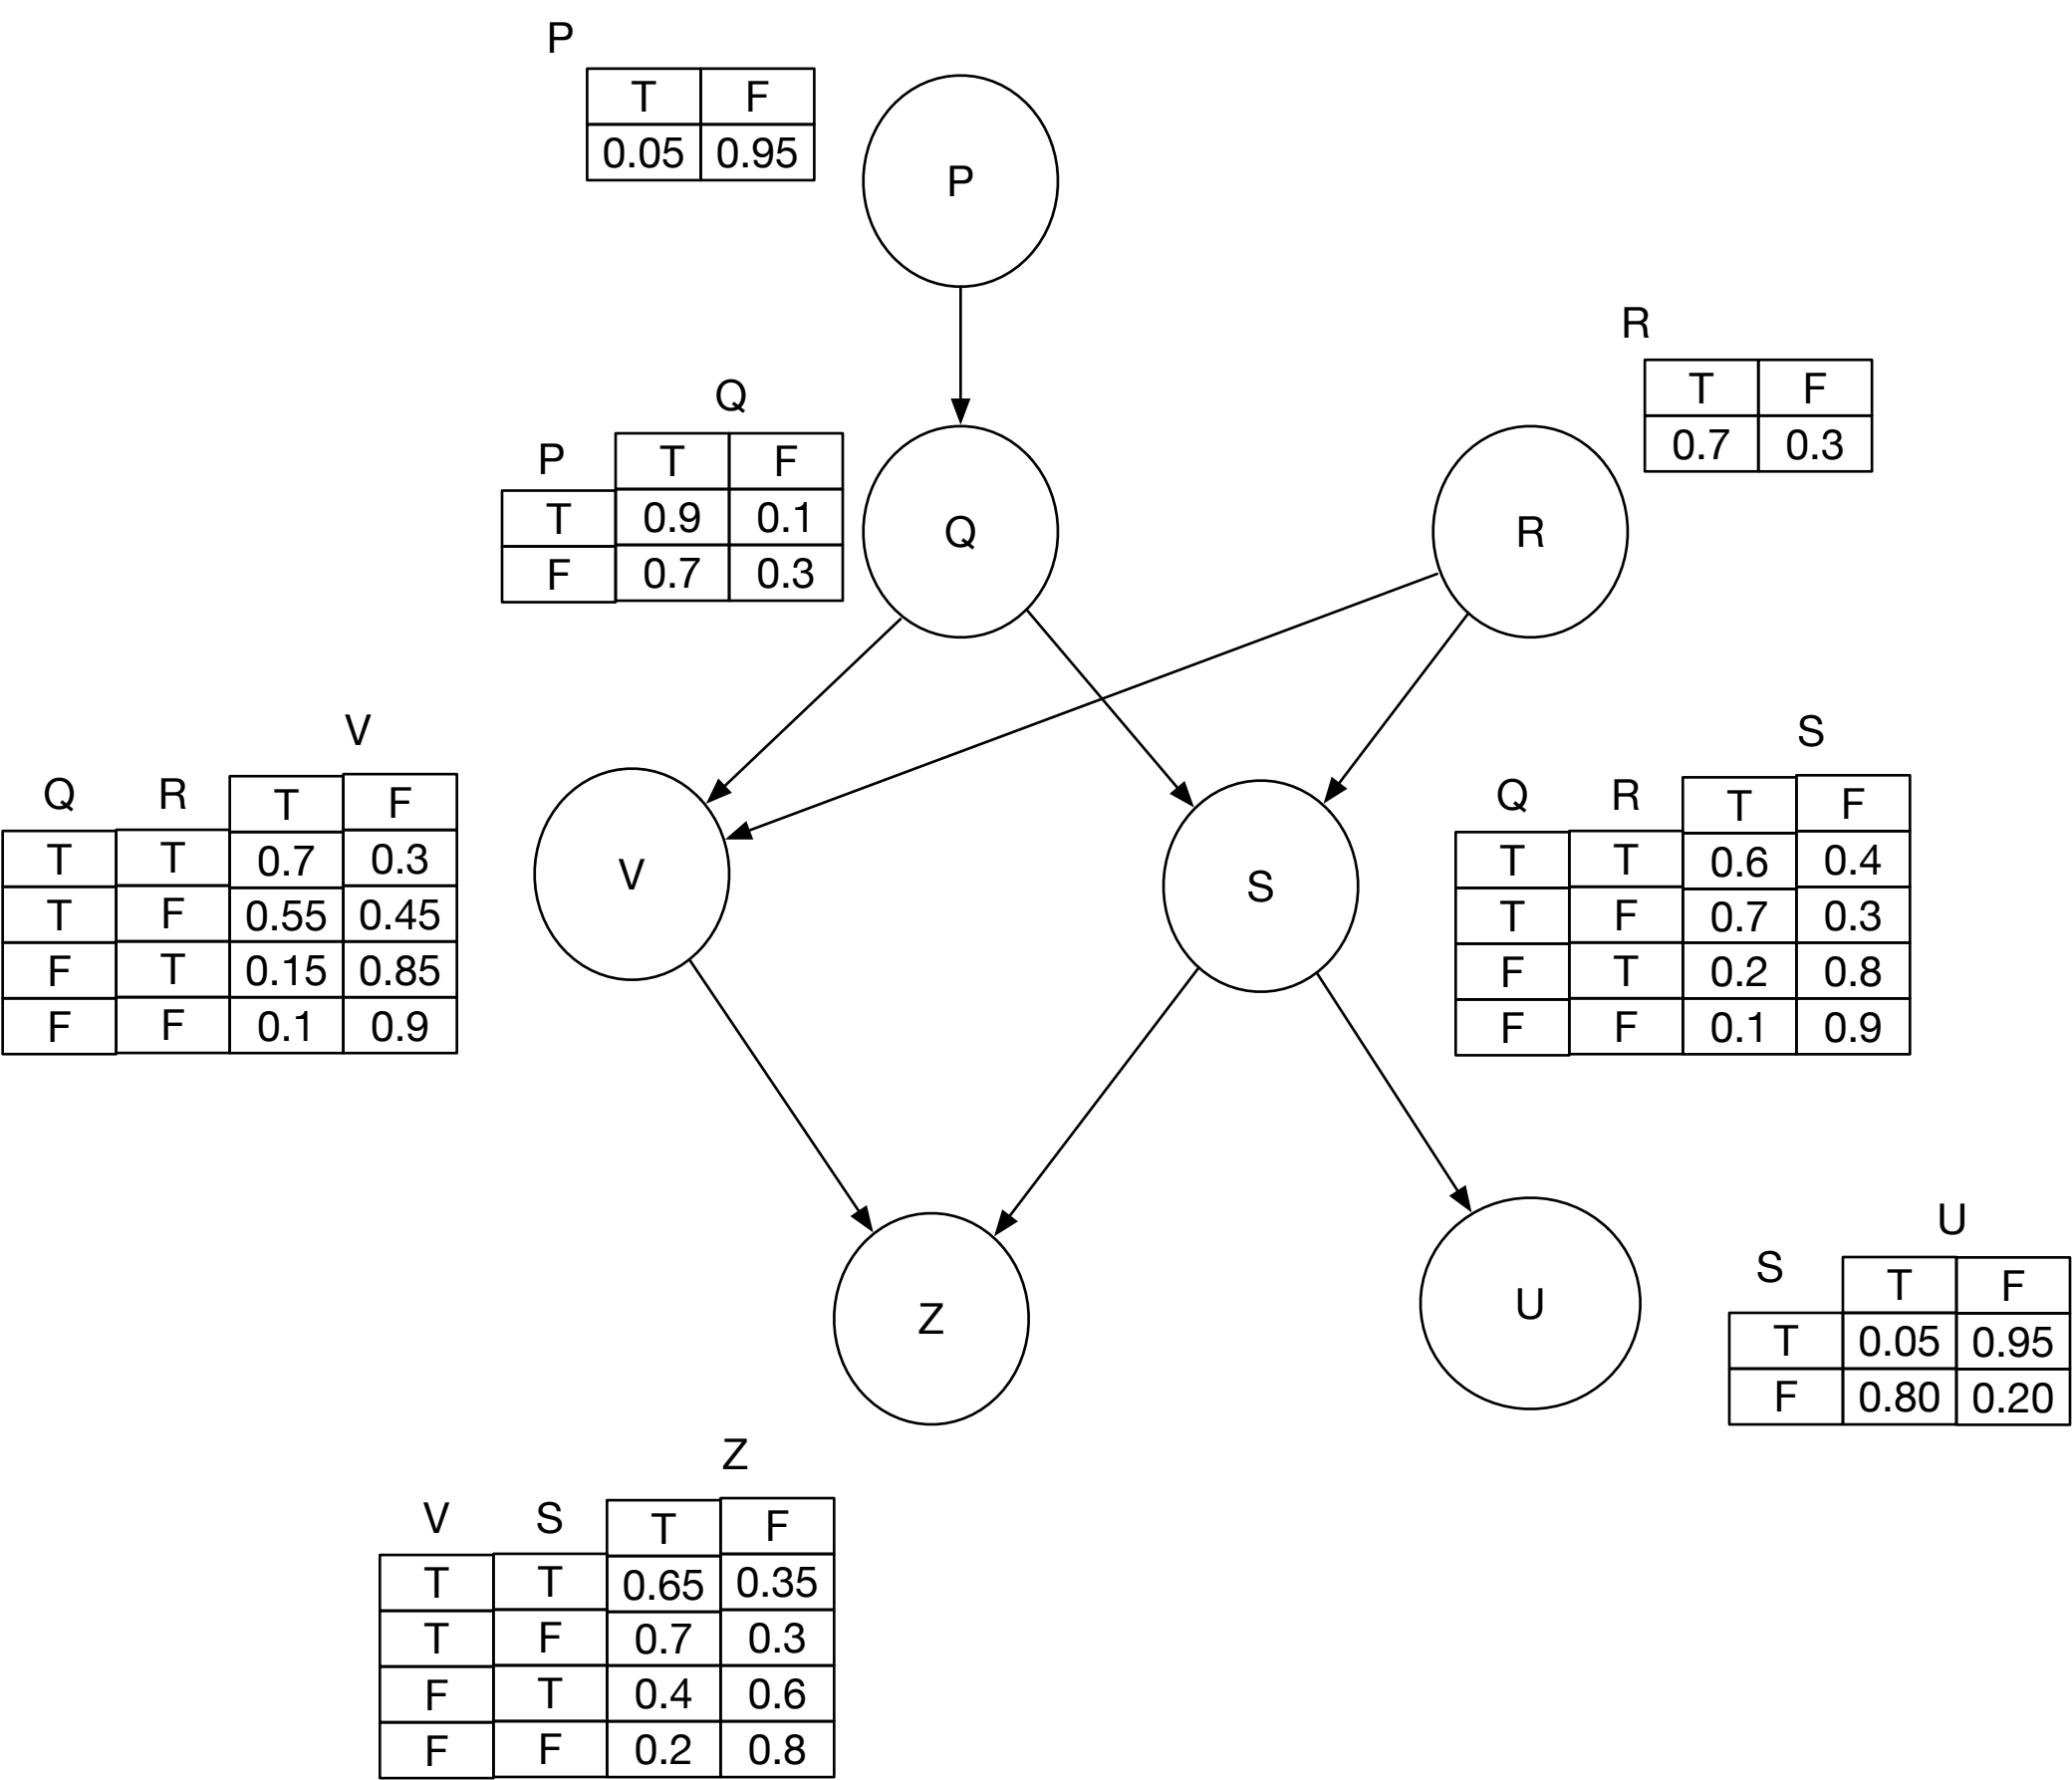 P
T F
0.05 0.95
P
R
T F
0.7 0.3
Q
P T F
T 0.9 0.1
F 0.7 0.3
Q
R
V
Q R T F
T T 0.7 0.3
T F 0.55 0.45
F T 0.15 0.85
F F 0.1 0.9
V
S
S
Q R T F
T T 0.6 0.4
T F 0.7 0.3
F T 0.2 0.8
F F 0.1 0.9
Z
U
U
S T F
T 0.05 0.95
F 0.80 0.20
Z
V S T F
T T 0.65 0.35
T F 0.7 0.3
F T 0.4 0.6
F F 0.2 0.8